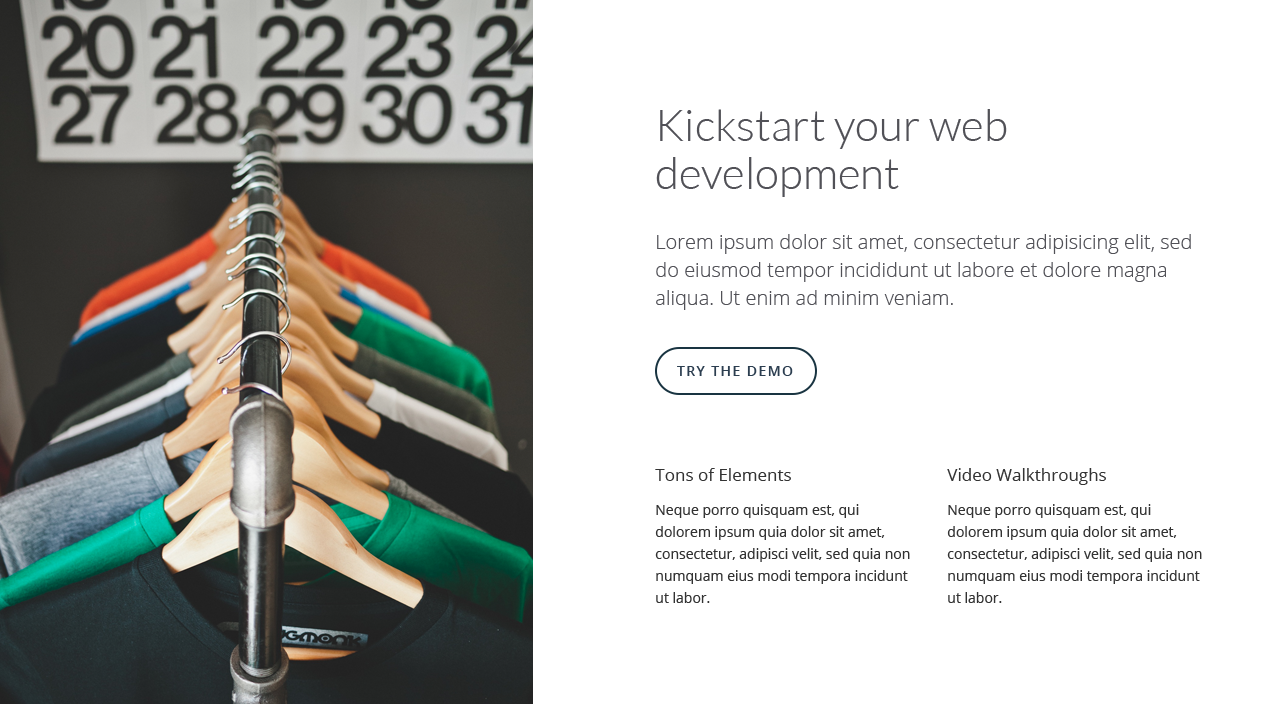 20 21 22 23 24
27 28 29 30 31
Kickstart your web
development
Lorem ipsum dolor sit amet, consectetur adipisicing elit, sed
do eiusmod tempor incididunt ut labore et dolore magna
aliqua. Ut enim ad minim veniam.
TRY THE DEMO
Tons of Elements
Neque porro quisquam est, qui
dolorem ipsum quia dolor sit amet,
consectetur, adipisci velit, sed quia non
numquam eius modi tempora incidunt
ut labor.
Video Walkthroughs
Neque porro quisquam est, qui
dolorem ipsum quia dolor sit amet,
consectetur, adipisci velit, sed quia non
numquam eius modi tempora incidunt
ut labor.